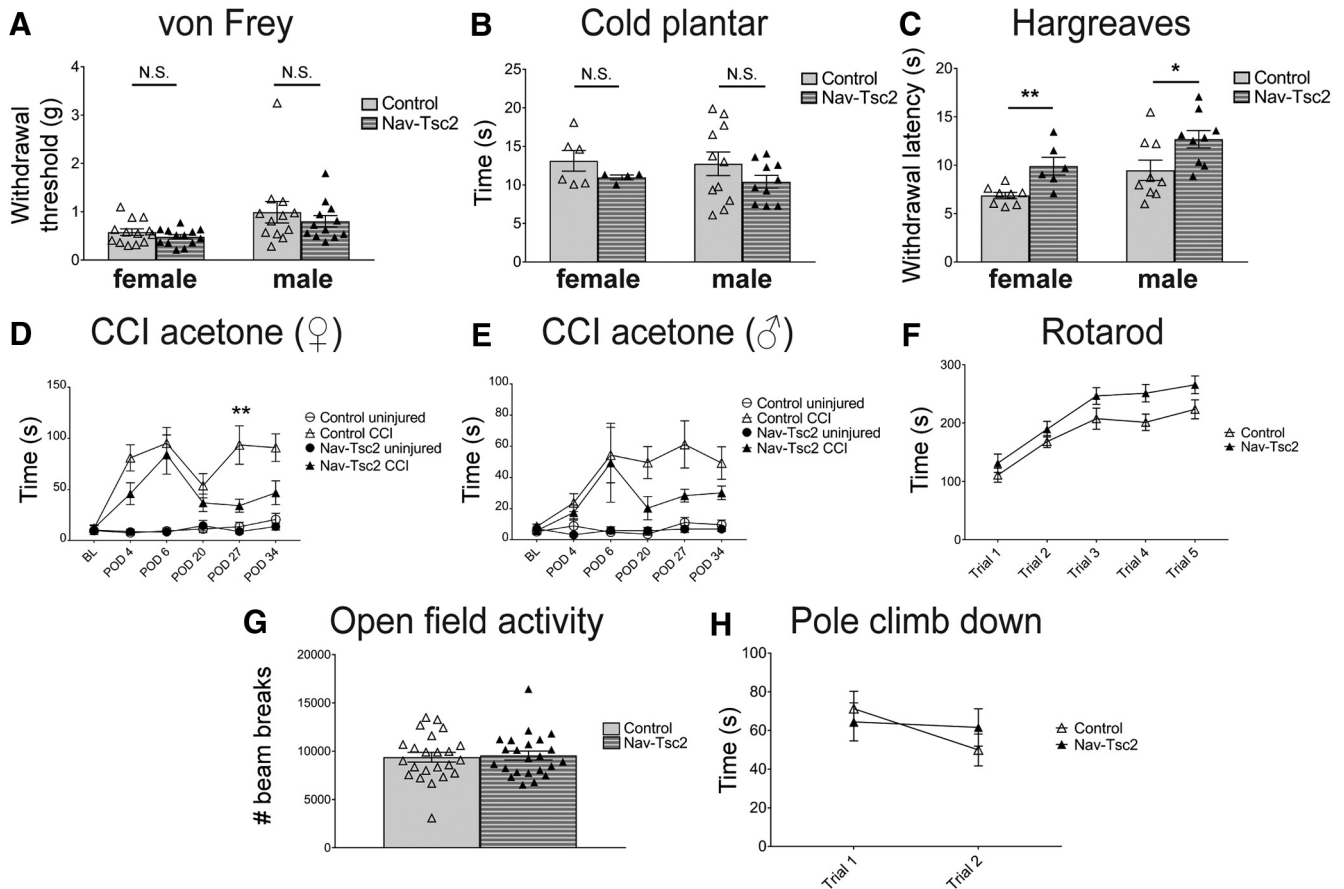 A
von Frey
Withdrawal
threshold (g)
4
3
2
1
0
N.S.
N.S.
Control
Nav-Tsc2
female
male
B
Cold plantar
Time (s)
25
20
15
10
5
0
N.S.
N.S.
Control
Nav-Tsc2
female
male
C
Hargreaves
Withdrawal latency (s)
20
15
10
5
0
**
*
Control
Nav-Tsc2
female
male
D
CCI acetone (♀)
Time (s)
150
100
50
0
**
Control uninjured
Control CCI
Nav-Tsc2 uninjured
Nav-Tsc2 CCI
BL
POD 4
POD 6
POD 20
POD 27
POD 34
E
CCI acetone (♂)
Time (s)
100
80
60
40
20
0
Control uninjured
Control CCI
Nav-Tsc2 uninjured
Nav-Tsc2 CCI
BL
POD 4
POD 6
POD 20
POD 27
POD 34
F
Rotarod
Time (s)
300
200
100
0
Control
Nav-Tsc2
Trial 1
Trial 2
Trial 3
Trial 4
Trial 5
G
Open field activity
# beam breaks
20000
15000
10000
5000
0
Control
Nav-Tsc2
H
Pole climb down
Time (s)
100
80
60
40
20
0
Control
Nav-Tsc2
Trial 1
Trial 2